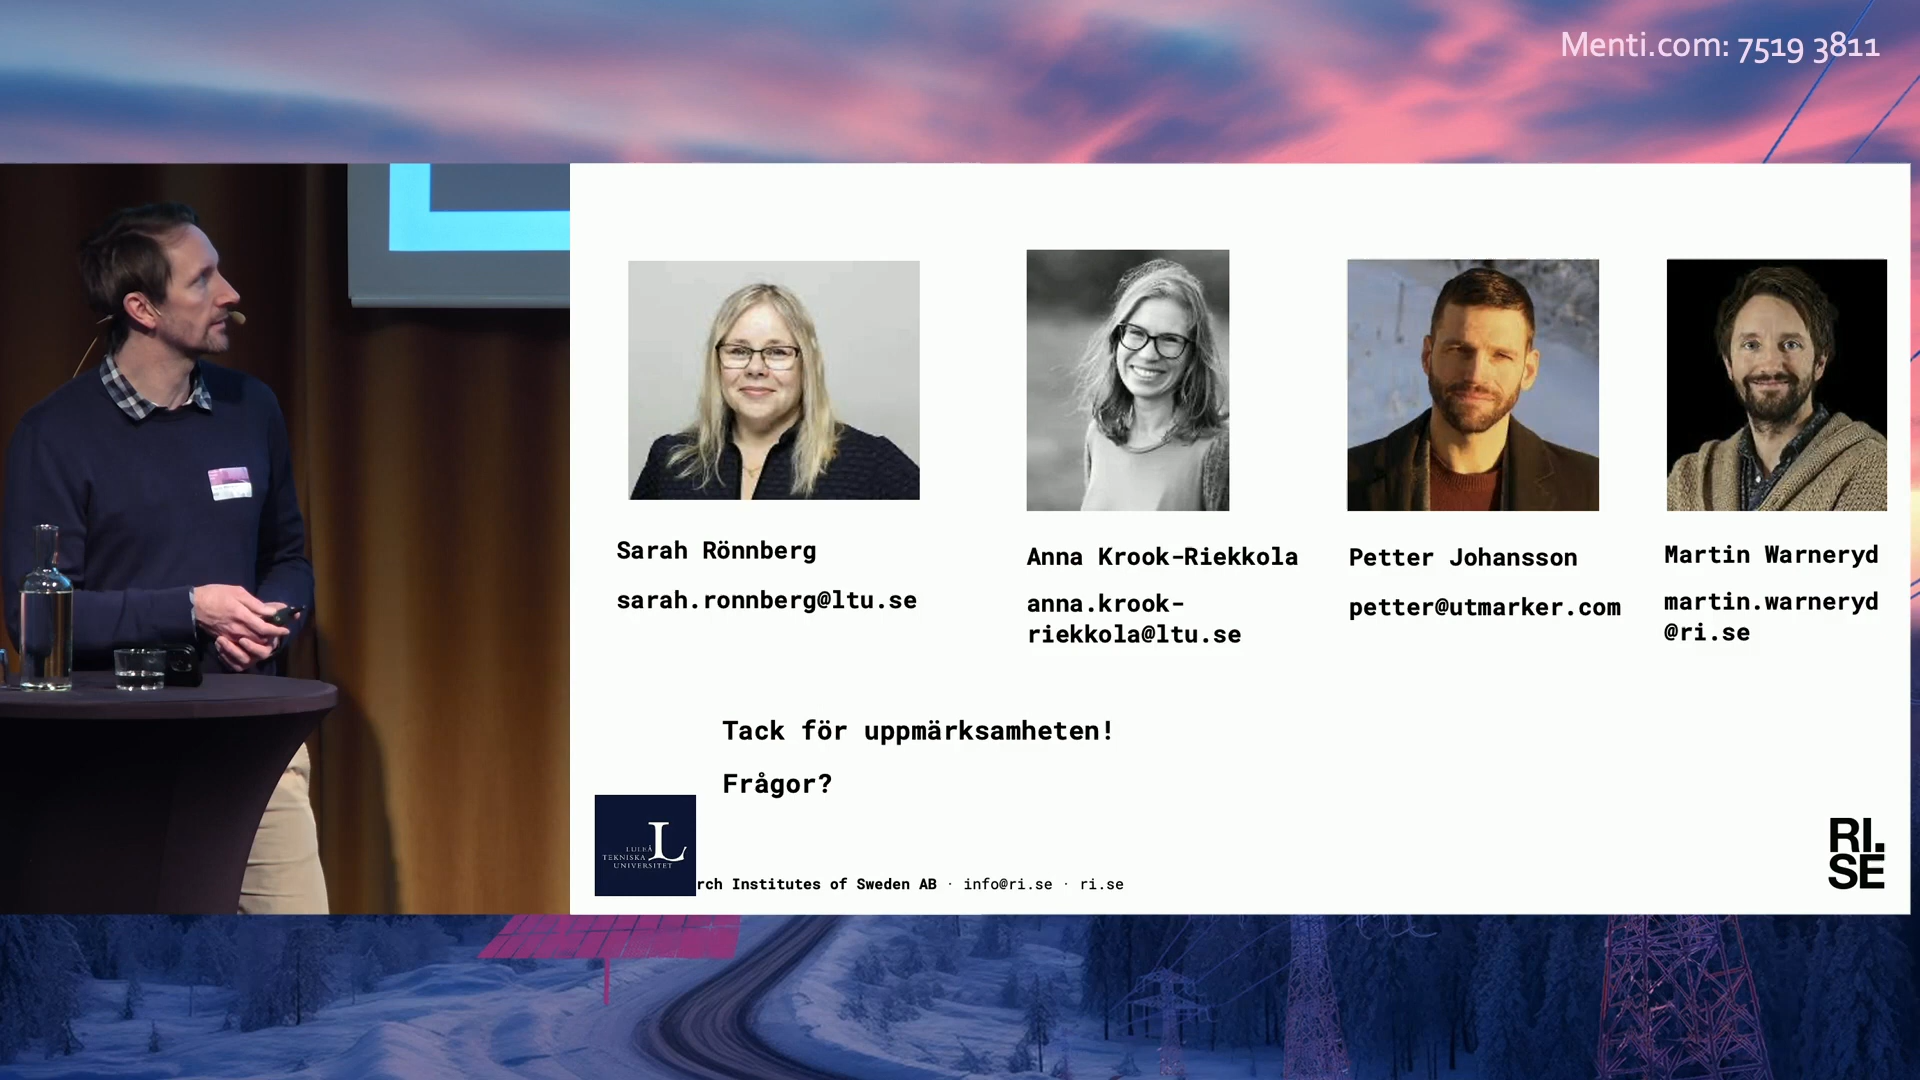 Menti.com: 7519 3811
Sarah Rönnberg
sarah.ronnberg@ltu.se
Anna Krook-Riekkola
anna.krook-
riekkola@ltu.se
Petter Johansson
petter@utmarker.com
Martin Warneryd
martin.warneryd
@ri.se
Tack för uppmärksamheten!
Frågor?
LULEÅ
TEKNISKA
UNIVERSITET
L
rch Institutes of Sweden AB · info@ri.se · ri.se
RI.
SE